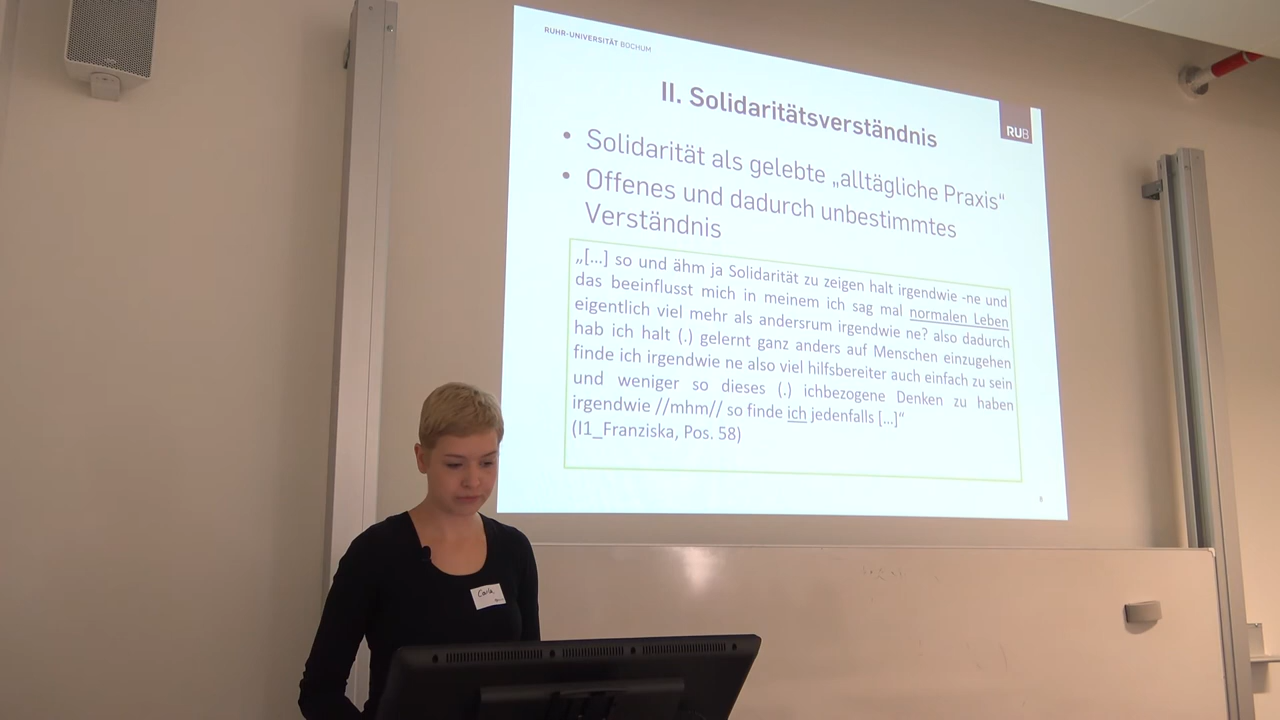 RUHR-UNIVERSITÄT BOCHUM
II. Solidaritätsverständnis
RUB
• Solidarität als gelebte „alltägliche Praxis“
• Offenes und dadurch unbestimmtes
Verständnis
„[...] so und ähm ja Solidarität zu zeigen halt irgendwie -ne und
das beeinflusst mich in meinem ich sag mal normalen Leben
eigentlich viel mehr als andersrum irgendwie ne? also dadurch
hab ich halt (.) gelernt ganz anders auf Menschen einzugehen
finde ich irgendwie ne also viel hilfsbereiter auch einfach zu sein
und weniger so dieses (.) ichbezogene Denken zu haben
irgendwie //mhm// so finde ich jedenfalls [...]“
(I1_Franziska, Pos. 58)
8
Carla